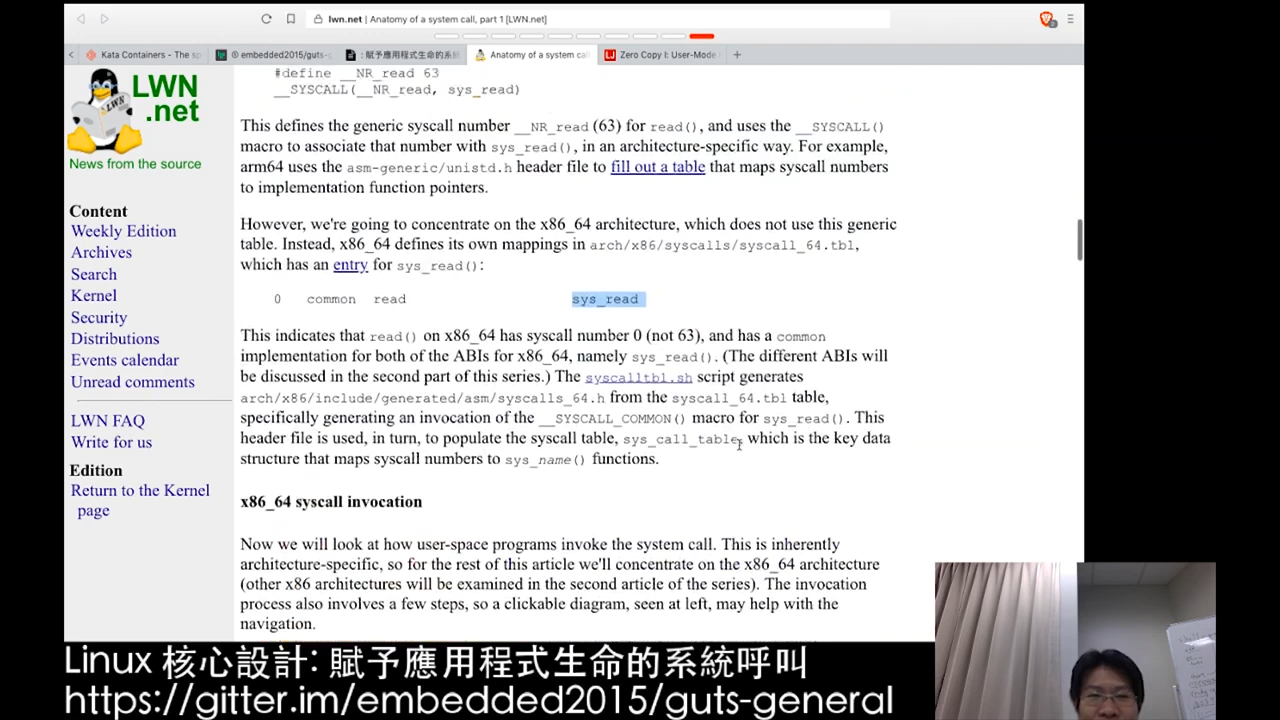 lwn.net | Anatomy of a system call, part 1 [LWN.net]
Kata Containers - The sp
embedded2015/guts-g
: 賦予應用程式生命的系統
Anatomy of a system call
Zero Copy I: User-Mode
LWN
.net
News from the source
Content
Weekly Edition
Archives
Search
Kernel
Security
Distributions
Events calendar
Unread comments
LWN FAQ
Write for us
Edition
Return to the Kernel
page
#define __NR_read 63
__SYSCALL(__NR_read, sys_read)
This defines the generic syscall number __NR_read (63) for read(), and uses the __SYSCALL()
macro to associate that number with sys_read(), in an architecture-specific way. For example,
arm64 uses the asm-generic/unistd.h header file to fill out a table that maps syscall numbers
to implementation function pointers.
However, we're going to concentrate on the x86_64 architecture, which does not use this generic
table. Instead, x86_64 defines its own mappings in arch/x86/syscalls/syscall_64.tbl,
which has an entry for sys_read():
0 common read sys_read
This indicates that read() on x86_64 has syscall number 0 (not 63), and has a common
implementation for both of the ABIs for x86_64, namely sys_read(). (The different ABIs will
be discussed in the second part of this series.) The syscalltbl.sh script generates
arch/x86/include/generated/asm/syscalls_64.h from the syscall_64.tbl table,
specifically generating an invocation of the __SYSCALL_COMMON() macro for sys_read(). This
header file is used, in turn, to populate the syscall table, sys_call_table, which is the key data
structure that maps syscall numbers to sys_name() functions.
x86_64 syscall invocation
Now we will look at how user-space programs invoke the system call. This is inherently
architecture-specific, so for the rest of this article we'll concentrate on the x86_64 architecture
(other x86 architectures will be examined in the second article of the series). The invocation
process also involves a few steps, so a clickable diagram, seen at left, may help with the
navigation.
Linux 核心設計: 賦予應用程式生命的系統呼叫
https://gitter.im/embedded2015/guts-general